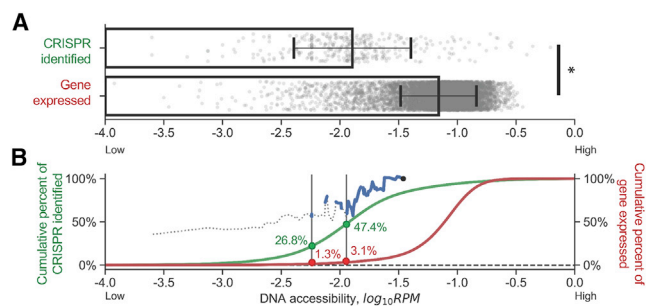 A
CRISPR
identified
Gene
expressed
*
-4.0 -3.5 -3.0 -2.5 -2.0 -1.5 -1.0 -0.5 0.0
Low High
B
Cumulative percent of
CRISPR identified
100% 100%
50% 50%
0% 0%
26.8% 47.4%
1.3% 3.1%
Cumulative percent of
gene expressed
-4.0 -3.5 -3.0 -2.5 -2.0 -1.5 -1.0 -0.5 0.0
Low DNA accessibility, log₁₀RPM High